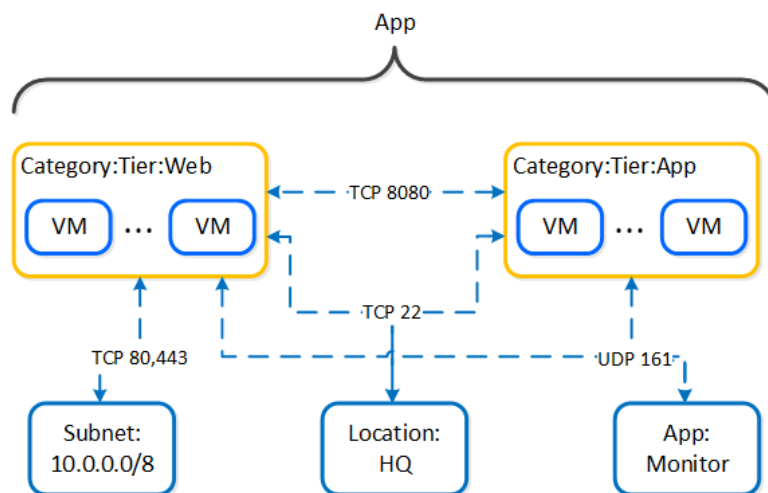 App
Category:Tier:Web
Category:Tier:App
TCP 8080
VM ... VM
VM ... VM
TCP 22
TCP 80,443
UDP 161
Subnet:
10.0.0.0/8
Location:
HQ
App:
Monitor